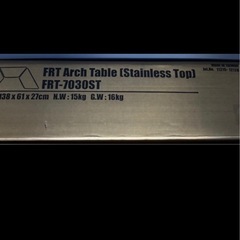 FRT Arch Table (Stainless Top)
FRT-7030ST
138 x 61 x 27cm N.W : 15kg G.W : 16kg